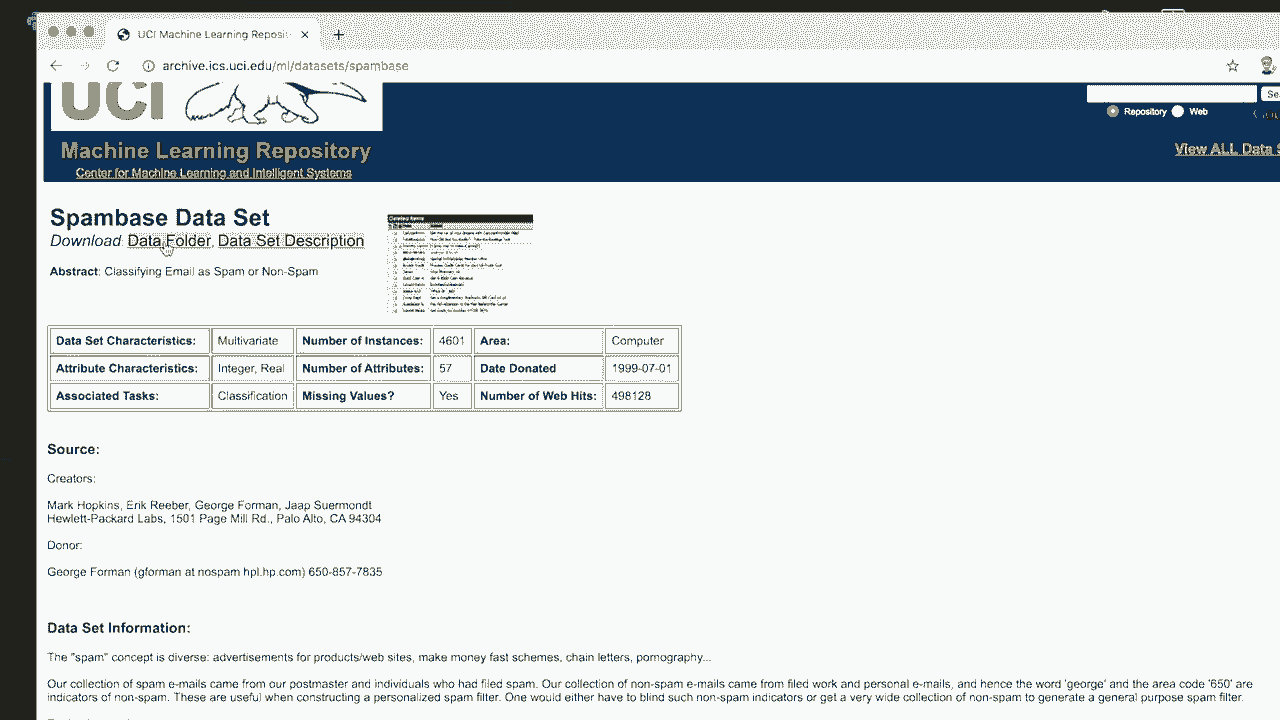 UCI Machine Learning Reposi
archive.ics.uci.edu/ml/datasets/spambase
UCI
Repository Web
Machine Learning Repository
View ALL Data
Center for Machine Learning and Intelligent Systems
Spambase Data Set
Download: Data Folder, Data Set Description
Abstract: Classifying Email as Spam or Non-Spam
Data Set Characteristics: Multivariate Number of Instances: 4601 Area: Computer
Attribute Characteristics: Integer, Real Number of Attributes: 57 Date Donated 1999-07-01
Associated Tasks: Classification Missing Values? Yes Number of Web Hits: 498128
Source:
Creators:
Mark Hopkins, Erik Reeber, George Forman, Jaap Suermondt
Hewlett-Packard Labs, 1501 Page Mill Rd., Palo Alto, CA 94304
Donor:
George Forman (gforman at nospam hpl.hp.com) 650-857-7835
Data Set Information:
The "spam" concept is diverse: advertisements for products/web sites, make money fast schemes, chain letters, pornography...
Our collection of spam e-mails came from our postmaster and individuals who had filed spam. Our collection of non-spam e-mails came from filed work and personal e-mails, and hence the word 'george' and the area code '650' are
indicators of non-spam. These are useful when constructing a personalized spam filter. One would either have to blind such non-spam indicators or get a very wide collection of non-spam to generate a general purpose spam filter.